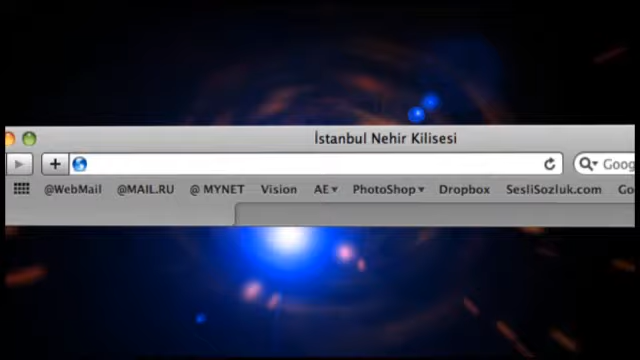 İstanbul Nehir Kilisesi
@WebMail @MAIL.RU @ MYNET Vision AE PhotoShop Dropbox SesliSozluk.com